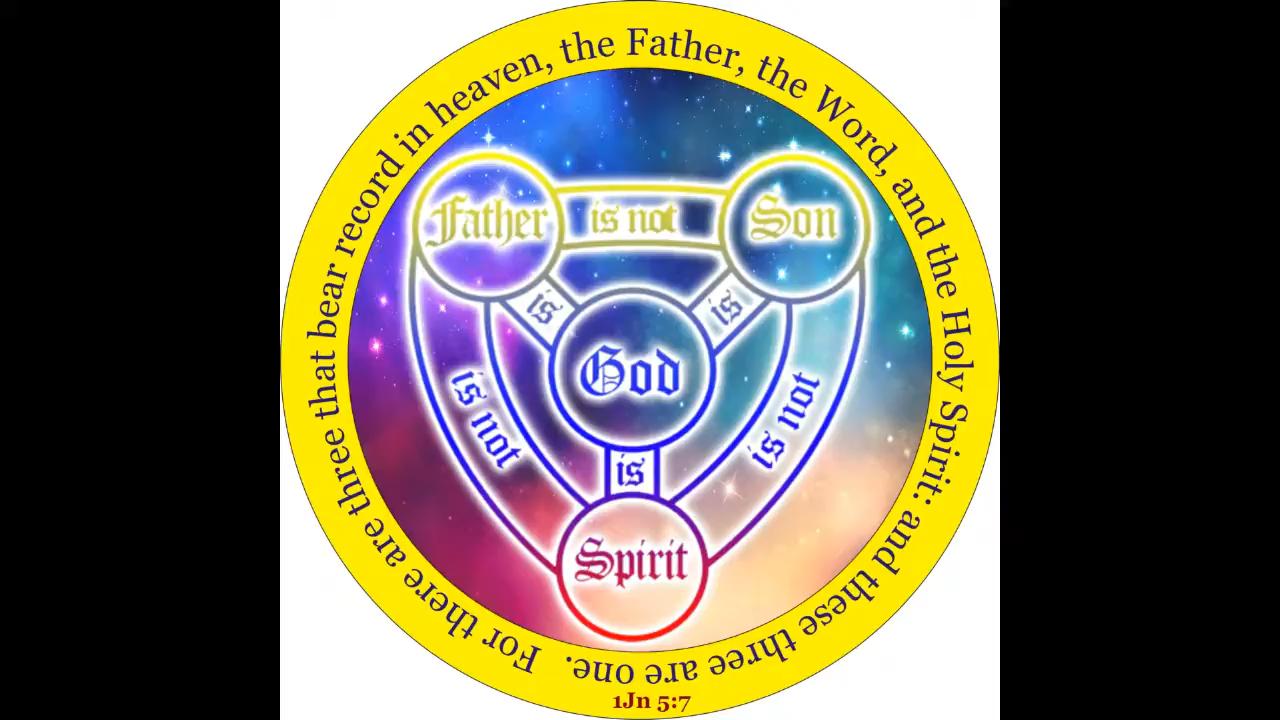 For there are three that bear record in heaven, the Father, the Word, and the Holy Spirit: and these three are one.
Father is not Son
is is
God
is not is not
is
Spirit
1Jn 5:7